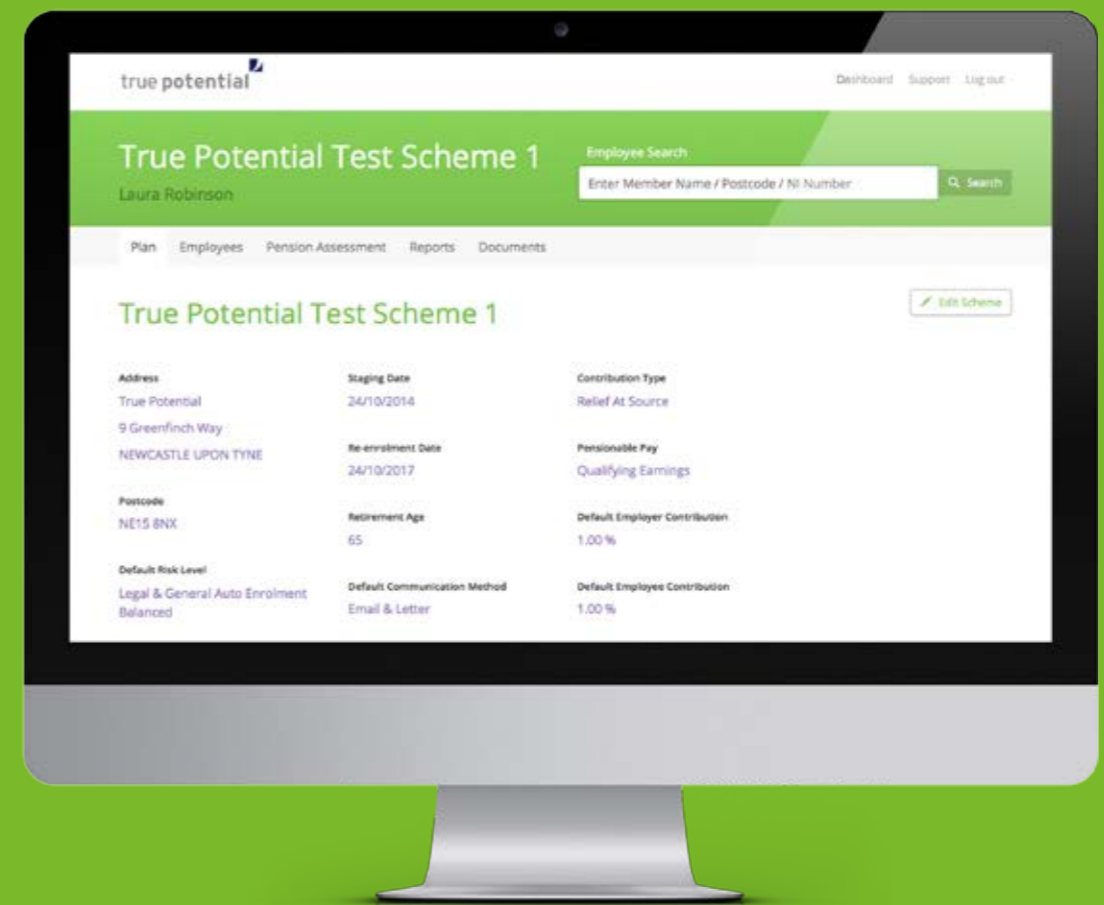 true potential
Dashboard Support Log out
True Potential Test Scheme 1
Laura Robinson
Employee Search
Enter Member Name / Postcode / NI Number
Search
Plan Employees Pension Assessment Reports Documents
True Potential Test Scheme 1
Edit Scheme
Address
True Potential
9 Greenfinch Way
NEWCASTLE UPON TYNE
Postcode
NE15 8NX
Default Risk Level
Legal & General Auto Enrolment
Balanced
Staging Date
24/10/2014
Re-enrolment Date
24/10/2017
Retirement Age
65
Default Communication Method
Email & Letter
Contribution Type
Relief At Source
Pensionable Pay
Qualifying Earnings
Default Employer Contribution
1.00 %
Default Employee Contribution
1.00 %